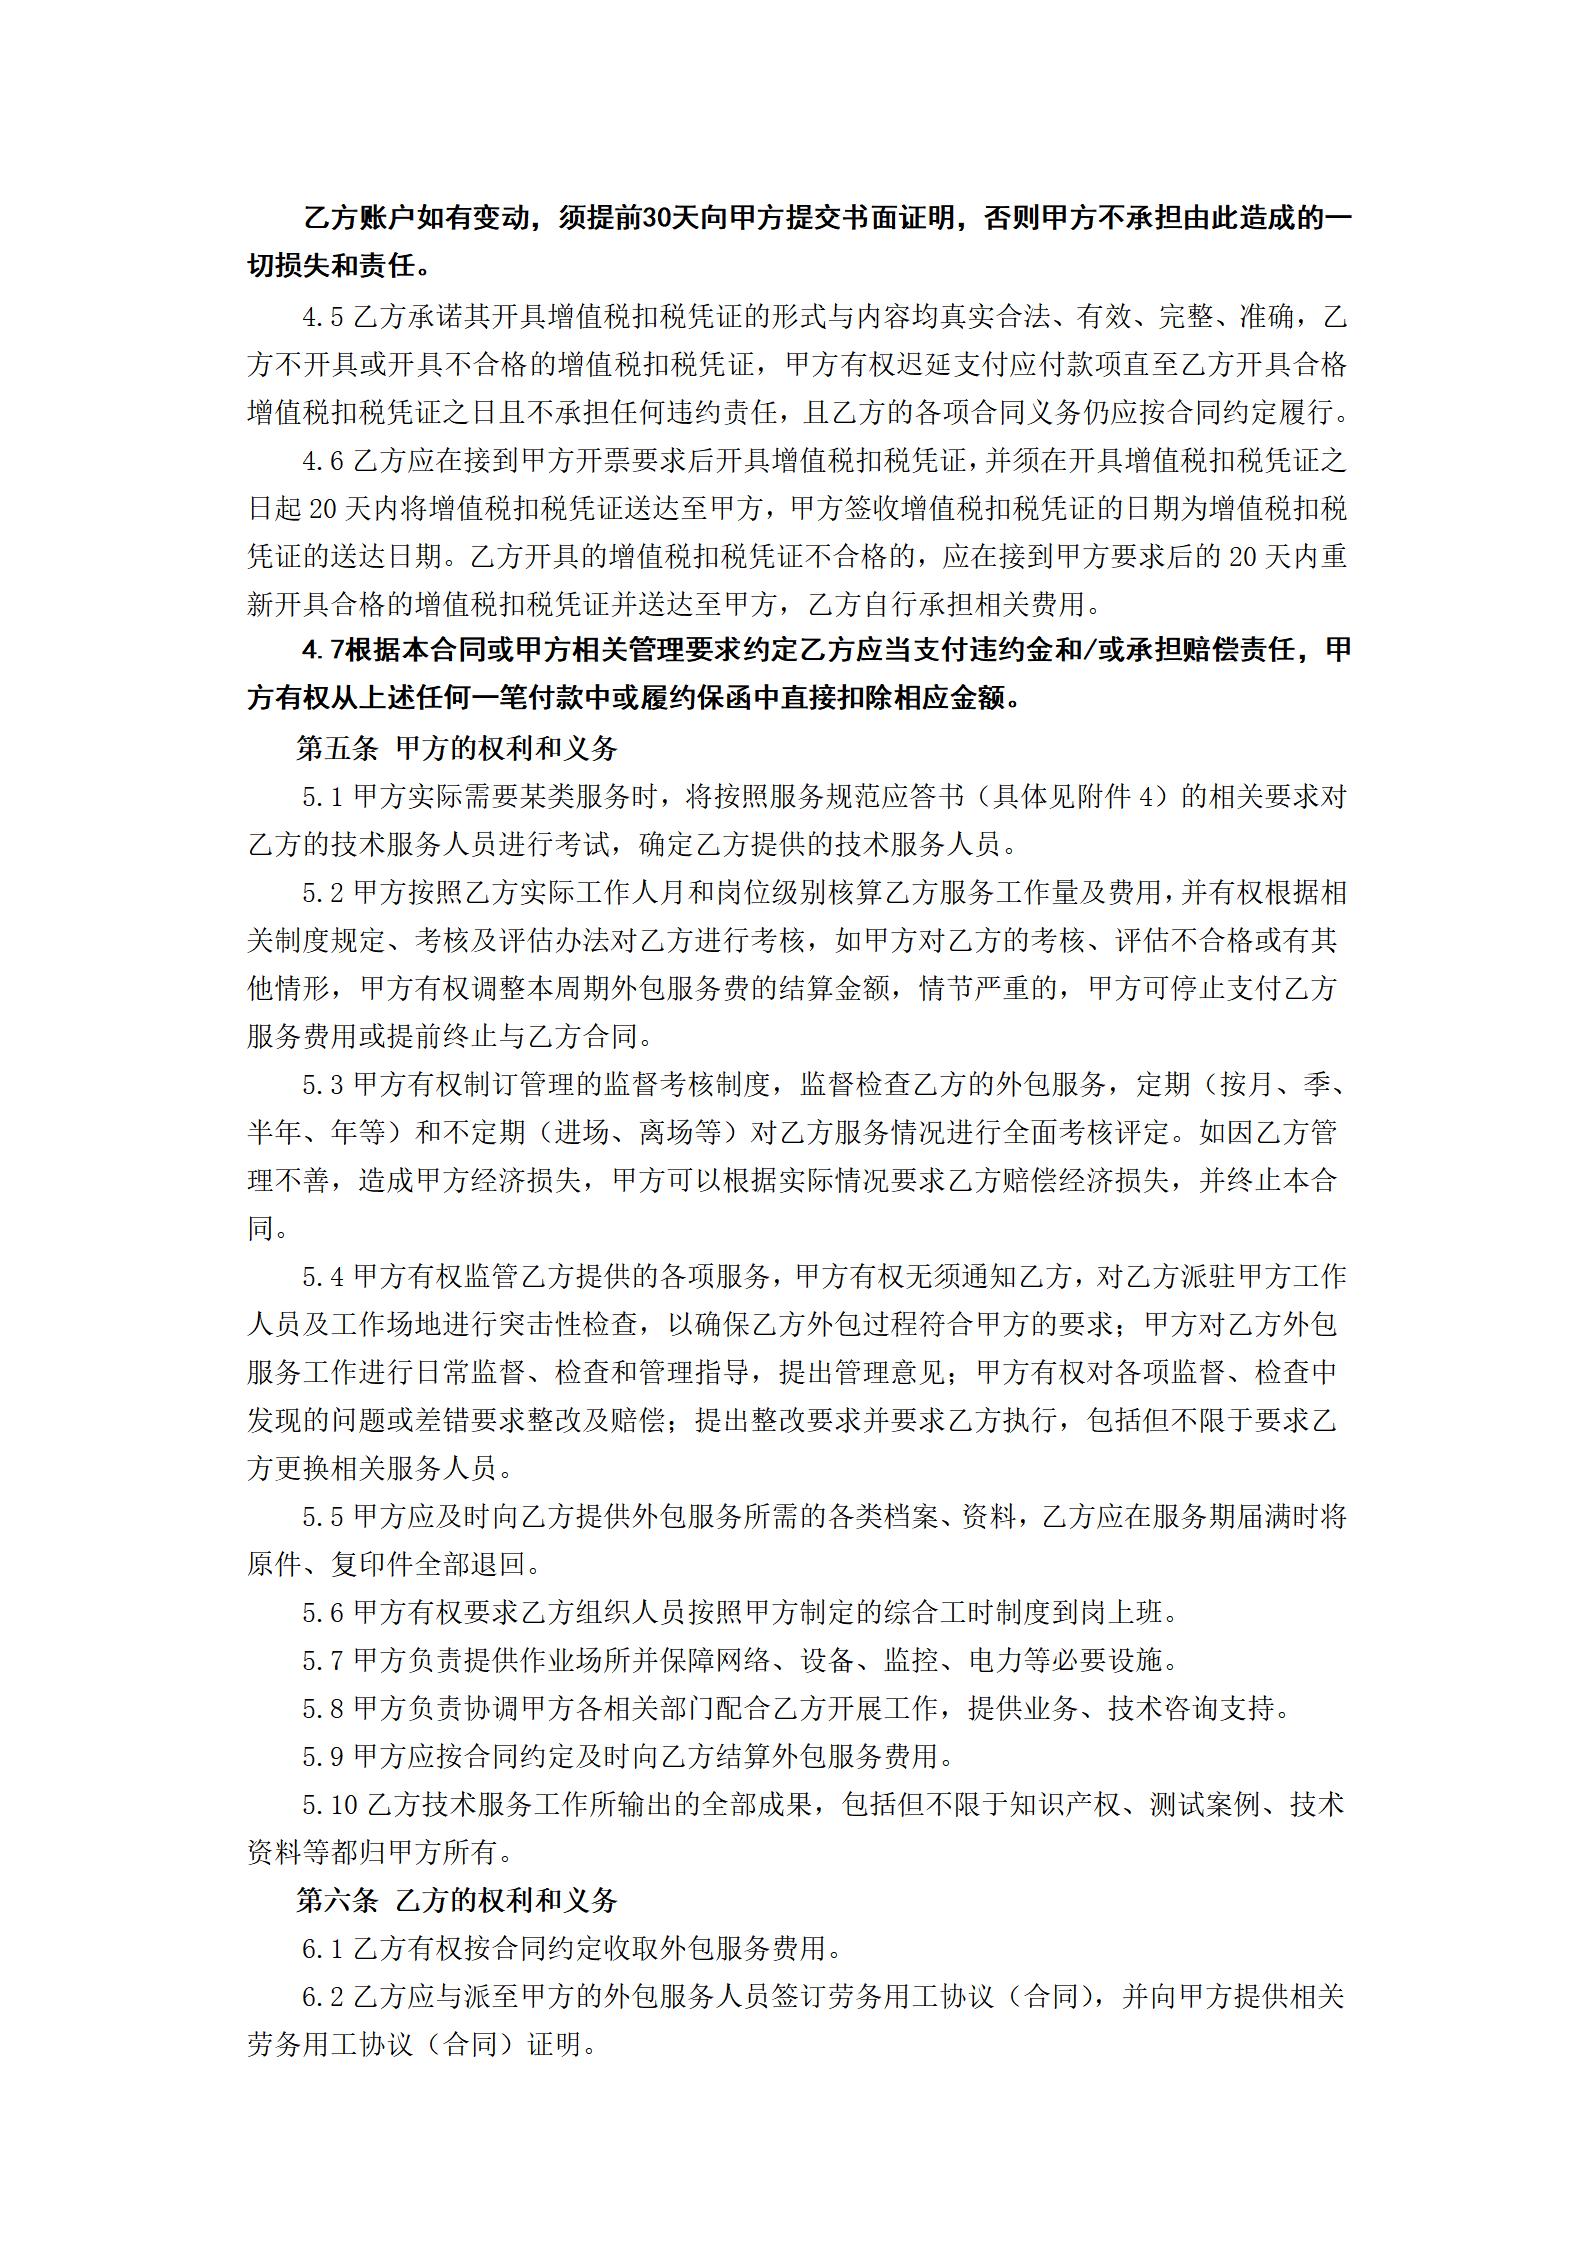 乙方账户如有变动，须提前30天向甲方提交书面证明，否则甲方不承担由此造成的一
切损失和责任。
4.5 乙方承诺其开具增值税扣税凭证的形式与内容均真实合法、有效、完整、准确，乙
方不开具或开具不合格的增值税扣税凭证，甲方有权迟延支付应付款项直至乙方开具合格
增值税扣税凭证之日且不承担任何违约责任，且乙方的各项合同义务仍应按合同约定履行。
4.6 乙方应在接到甲方开票要求后开具增值税扣税凭证，并须在开具增值税扣税凭证之
日起 20 天内将增值税扣税凭证送达至甲方，甲方签收增值税扣税凭证的日期为增值税扣税
凭证的送达日期。乙方开具的增值税扣税凭证不合格的，应在接到甲方要求后的 20 天内重
新开具合格的增值税扣税凭证并送达至甲方，乙方自行承担相关费用。
4.7根据本合同或甲方相关管理要求约定乙方应当支付违约金和/或承担赔偿责任，甲
方有权从上述任何一笔付款中或履约保函中直接扣除相应金额。
第五条 甲方的权利和义务
5.1 甲方实际需要某类服务时，将按照服务规范应答书（具体见附件 4）的相关要求对
乙方的技术服务人员进行考试，确定乙方提供的技术服务人员。
5.2 甲方按照乙方实际工作人月和岗位级别核算乙方服务工作量及费用，并有权根据相
关制度规定、考核及评估办法对乙方进行考核，如甲方对乙方的考核、评估不合格或有其
他情形，甲方有权调整本周期外包服务费的结算金额，情节严重的，甲方可停止支付乙方
服务费用或提前终止与乙方合同。
5.3 甲方有权制订管理的监督考核制度，监督检查乙方的外包服务，定期（按月、季、
半年、年等）和不定期（进场、离场等）对乙方服务情况进行全面考核评定。如因乙方管
理不善，造成甲方经济损失，甲方可以根据实际情况要求乙方赔偿经济损失，并终止本合
同。
5.4 甲方有权监管乙方提供的各项服务，甲方有权无须通知乙方，对乙方派驻甲方工作
人员及工作场地进行突击性检查，以确保乙方外包过程符合甲方的要求；甲方对乙方外包
服务工作进行日常监督、检查和管理指导，提出管理意见；甲方有权对各项监督、检查中
发现的问题或差错要求整改及赔偿；提出整改要求并要求乙方执行，包括但不限于要求乙
方更换相关服务人员。
5.5 甲方应及时向乙方提供外包服务所需的各类档案、资料，乙方应在服务期届满时将
原件、复印件全部退回。
5.6 甲方有权要求乙方组织人员按照甲方制定的综合工时制度到岗上班。
5.7 甲方负责提供作业场所并保障网络、设备、监控、电力等必要设施。
5.8 甲方负责协调甲方各相关部门配合乙方开展工作，提供业务、技术咨询支持。
5.9 甲方应按合同约定及时向乙方结算外包服务费用。
5.10 乙方技术服务工作所输出的全部成果，包括但不限于知识产权、测试案例、技术
资料等都归甲方所有。
第六条 乙方的权利和义务
6.1 乙方有权按合同约定收取外包服务费用。
6.2 乙方应与派至甲方的外包服务人员签订劳务用工协议（合同），并向甲方提供相关
劳务用工协议（合同）证明。